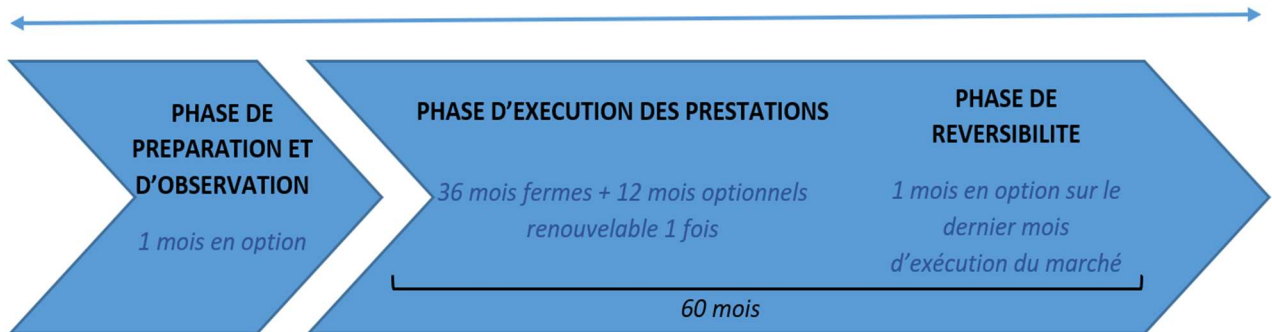 PHASE DE
PREPARATION ET
D'OBSERVATION
1 mois en option
PHASE D'EXECUTION DES PRESTATIONS
36 mois fermes + 12 mois optionnels
renouvelable 1 fois
PHASE DE
REVERSIBILITE
1 mois en option sur le
dernier mois
d'exécution du marché
60 mois